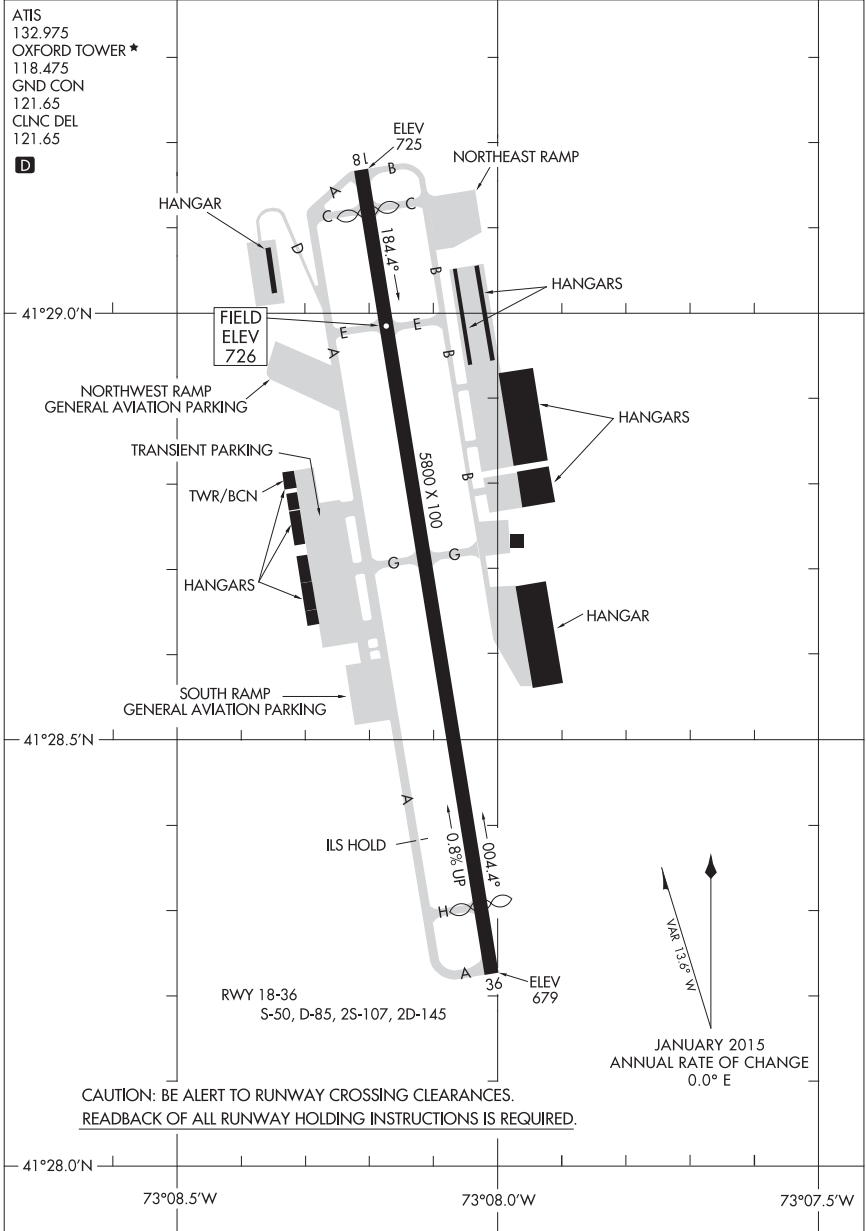 ATIS
132.975
OXFORD TOWER ★
118.475
GND CON
121.65
CLNC DEL
121.65
D
ELEV
725
18
B
NORTHEAST RAMP
A
HANGAR
C
C
D
184.4°
B
HANGARS
41°29.0'N
FIELD
ELEV
726
E
E
A
B
NORTHWEST RAMP
GENERAL AVIATION PARKING
HANGARS
TRANSIENT PARKING
5800 X 100
TWR/BCN
B
G
G
HANGARS
HANGAR
SOUTH RAMP
GENERAL AVIATION PARKING
41°28.5'N
A
ILS HOLD
0.8% UP
004.4°
H
VAR 13.6° W
A
36
ELEV
679
RWY 18-36
S-50, D-85, 2S-107, 2D-145
JANUARY 2015
ANNUAL RATE OF CHANGE
0.0° E
CAUTION: BE ALERT TO RUNWAY CROSSING CLEARANCES.
READBACK OF ALL RUNWAY HOLDING INSTRUCTIONS IS REQUIRED.
41°28.0'N
73°08.5'W
73°08.0'W
73°07.5'W